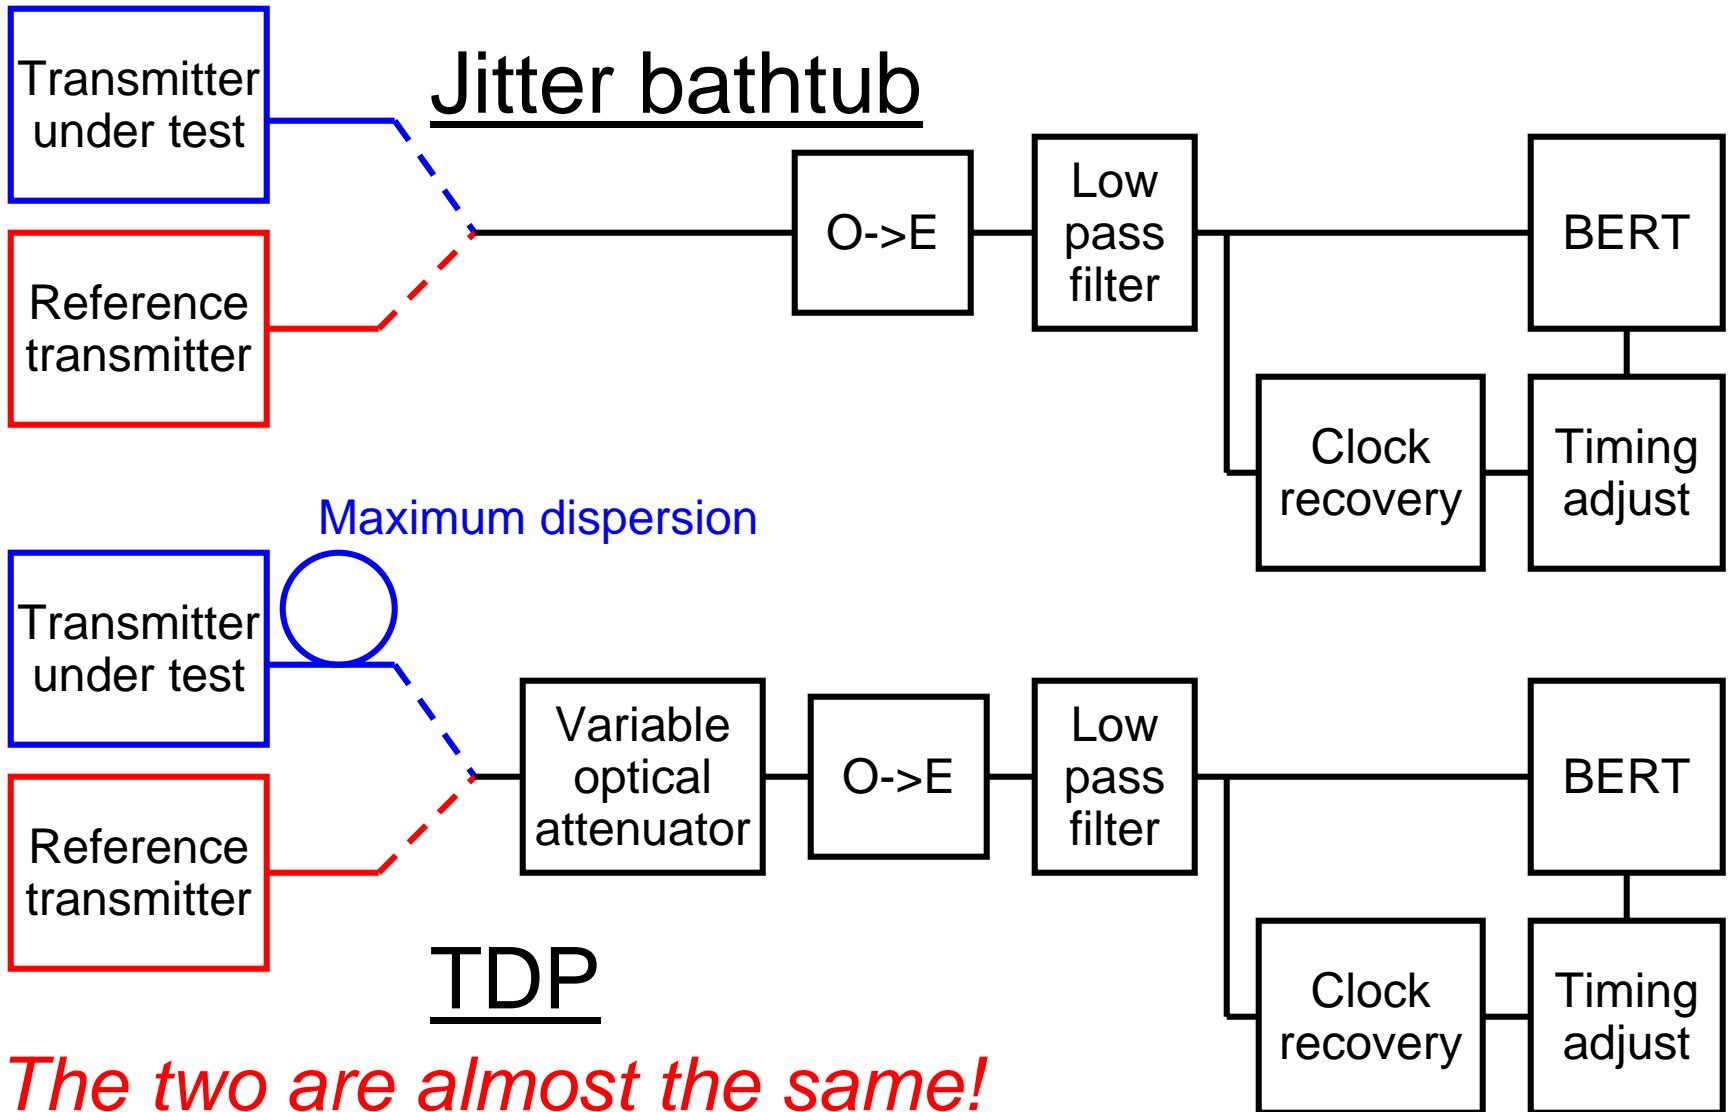 Transmitter
under test
Jitter bathtub
Reference
transmitter
O->E
Low
pass
filter
BERT
Clock
recovery
Timing
adjust
Maximum dispersion
Transmitter
under test
Reference
transmitter
Variable
optical
attenuator
O->E
Low
pass
filter
BERT
Clock
recovery
Timing
adjust
TDP
The two are almost the same!